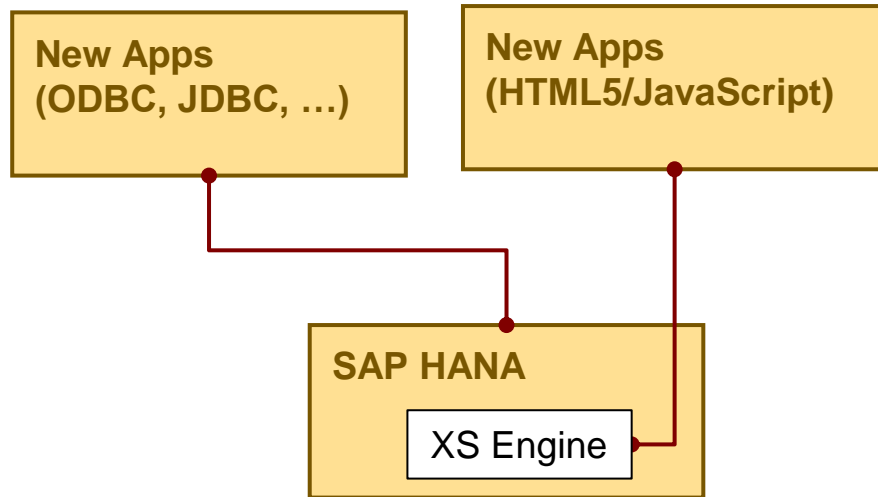 New Apps
(ODBC, JDBC, …)
New Apps
(HTML5/JavaScript)
SAP HANA
XS Engine